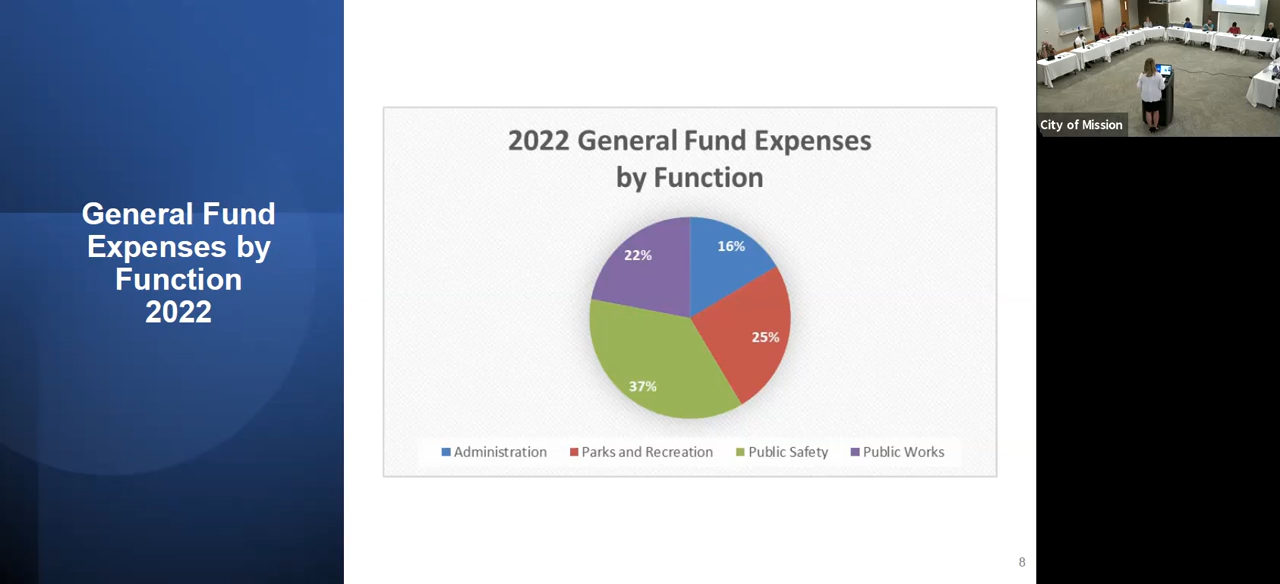 General Fund
Expenses by
Function
2022
2022 General Fund Expenses
by Function
16%
22%
25%
37%
Administration
Parks and Recreation
Public Safety
Public Works
8
City of Mission